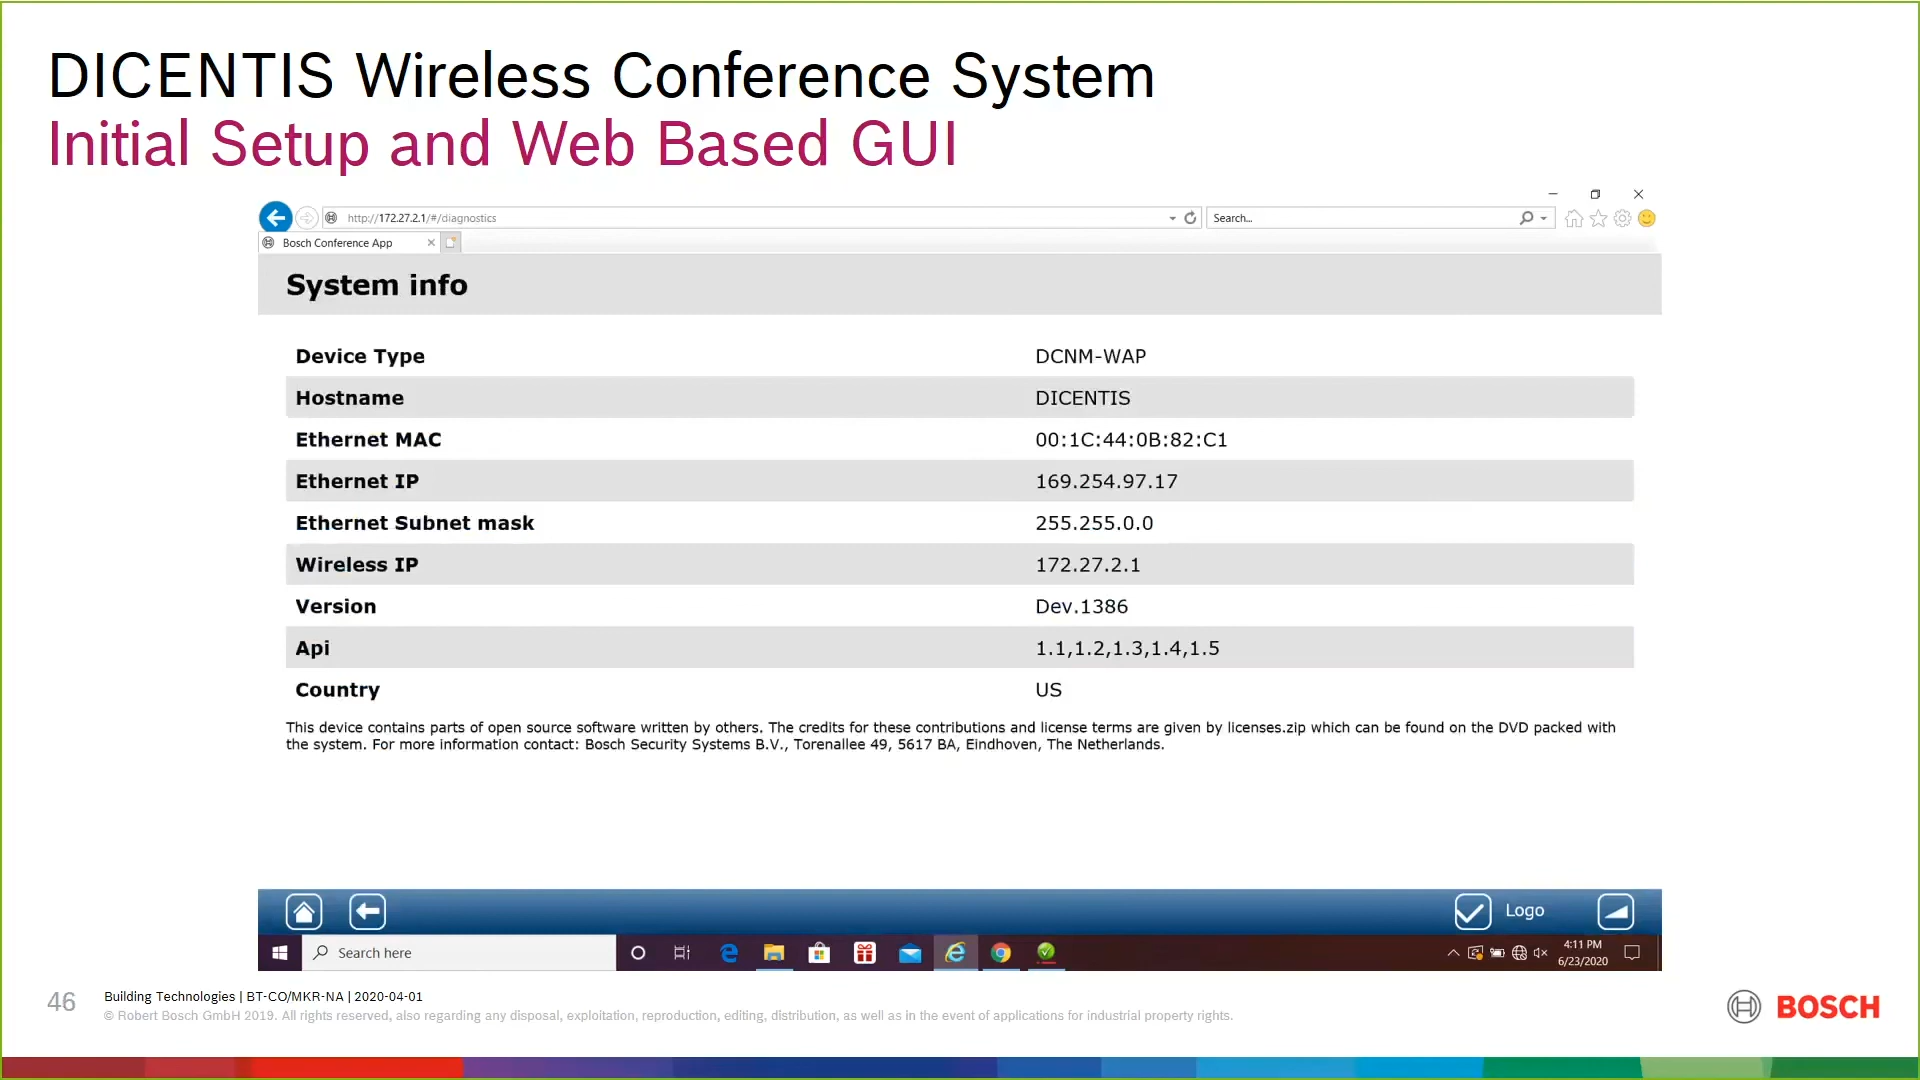 DICENTIS Wireless Conference System
Initial Setup and Web Based GUI
http://172.27.2.1/#/diagnostics
Search...
Bosch Conference App
System info
Device Type DCNM-WAP
Hostname DICENTIS
Ethernet MAC 00:1C:44:0B:82:C1
Ethernet IP 169.254.97.17
Ethernet Subnet mask 255.255.0.0
Wireless IP 172.27.2.1
Version Dev.1386
Api 1.1,1.2,1.3,1.4,1.5
Country US
This device contains parts of open source software written by others. The credits for these contributions and license terms are given by licenses.zip which can be found on the DVD packed with
the system. For more information contact: Bosch Security Systems B.V., Torenallee 49, 5617 BA, Eindhoven, The Netherlands.
Logo
Search here
4:11 PM
6/23/2020
46 Building Technologies | BT-CO/MKR-NA | 2020-04-01
© Robert Bosch GmbH 2019. All rights reserved, also regarding any disposal, exploitation, reproduction, editing, distribution, as well as in the event of applications for industrial property rights.
BOSCH